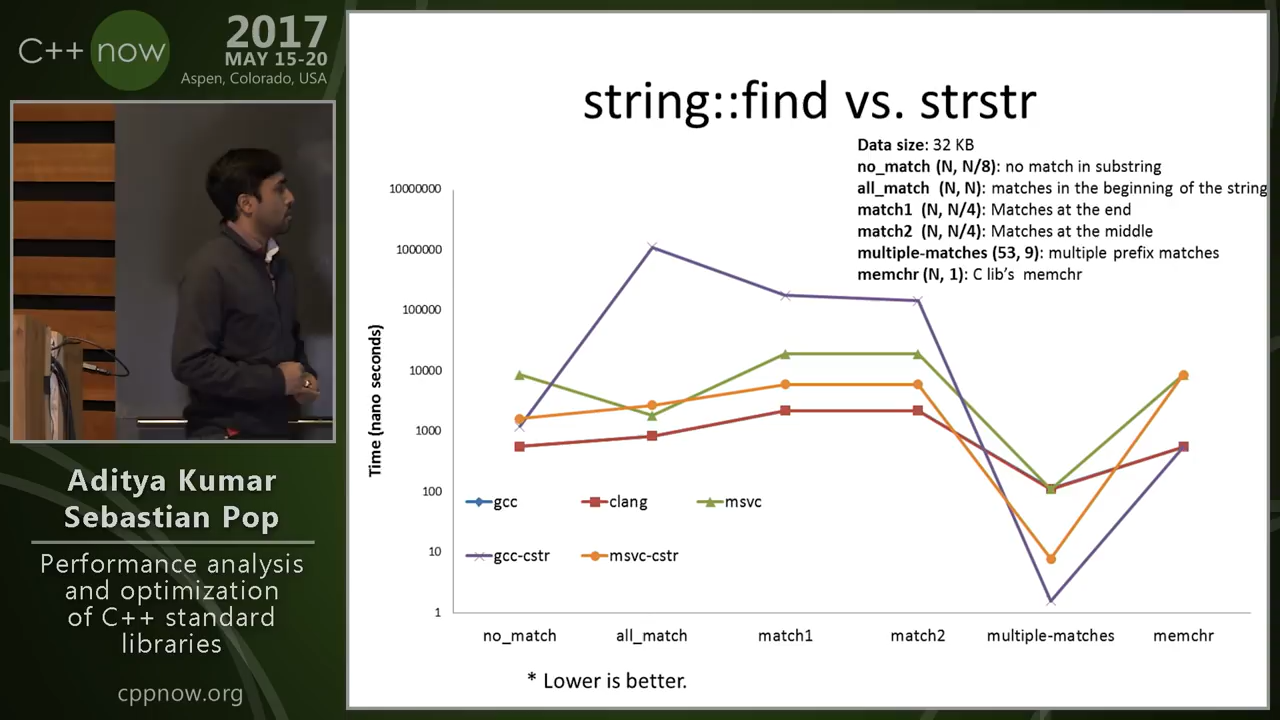 C++ now
2017
MAY 15-20
Aspen, Colorado, USA
Aditya Kumar
Sebastian Pop
Performance analysis
and optimization
of C++ standard
libraries
cppnow.org
string::find vs. strstr
Data size: 32 KB
no_match (N, N/8): no match in substring
all_match (N, N): matches in the beginning of the string
match1 (N, N/4): Matches at the end
match2 (N, N/4): Matches at the middle
multiple-matches (53, 9): multiple prefix matches
memchr (N, 1): C lib's memchr
Time (nano seconds)
10000000
1000000
100000
10000
1000
100
10
1
gcc
clang
msvc
gcc-cstr
msvc-cstr
no_match
all_match
match1
match2
multiple-matches
memchr
* Lower is better.